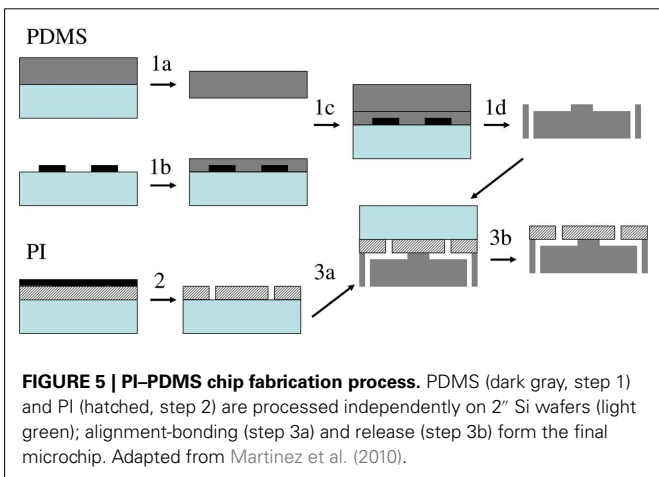 PDMS
1a
1c
1d
1b
PI
2
3a
3b
FIGURE 5 | PI–PDMS chip fabrication process. PDMS (dark gray, step 1)
and PI (hatched, step 2) are processed independently on 2″ Si wafers (light
green); alignment-bonding (step 3a) and release (step 3b) form the final
microchip. Adapted from Martinez et al. (2010).